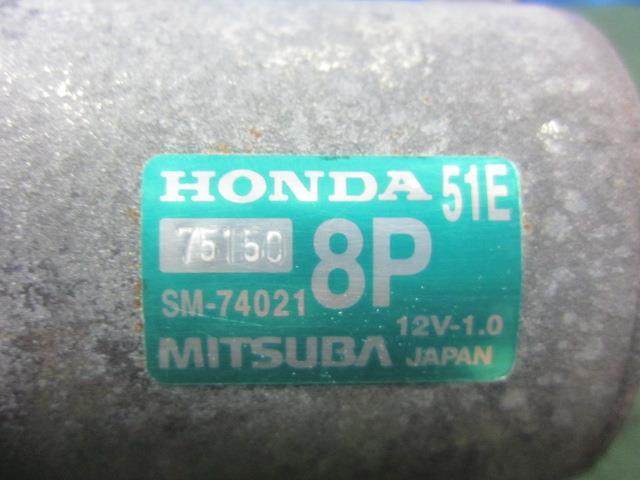 HONDA 51E
75150 8P
SM-74021
12V-1.0
MITSUBA JAPAN